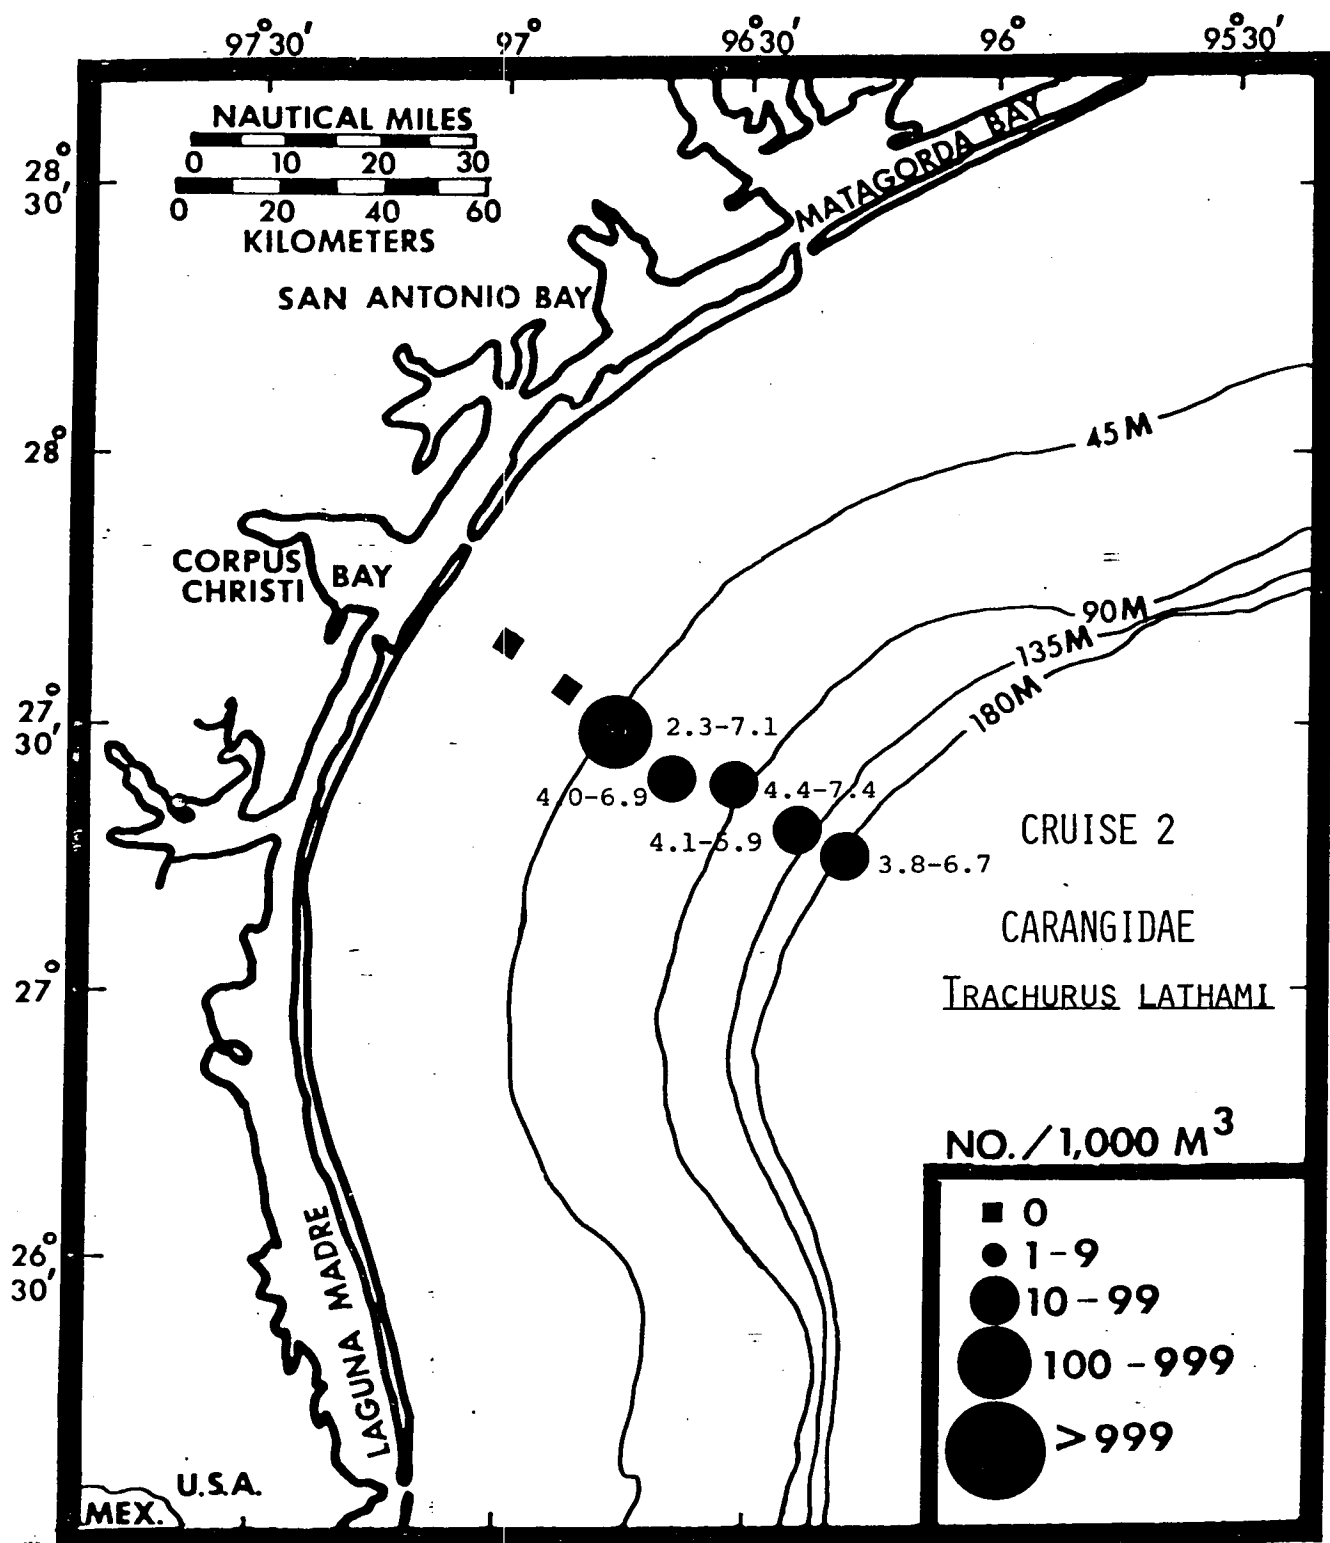 97°30' 97° 96°30' 96° 95°30'
NAUTICAL MILES
0 10 20 30
0 20 40 60
KILOMETERS
28°
30'
MATAGORDA BAY
SAN ANTONIO BAY
45M
28°
CORPUS
CHRISTI BAY
90M
135M
180M
27°
30'
2.3-7.1
4.0-6.9
4.4-7.4
4.1-5.9
3.8-6.7
CRUISE 2
CARANGIDAE
TRACHURUS LATHAMI
27°
NO./1,000 M³
0
1-9
10-99
100-999
>999
26°
30'
LAGUNA MADRE
U.S.A.
MEX.